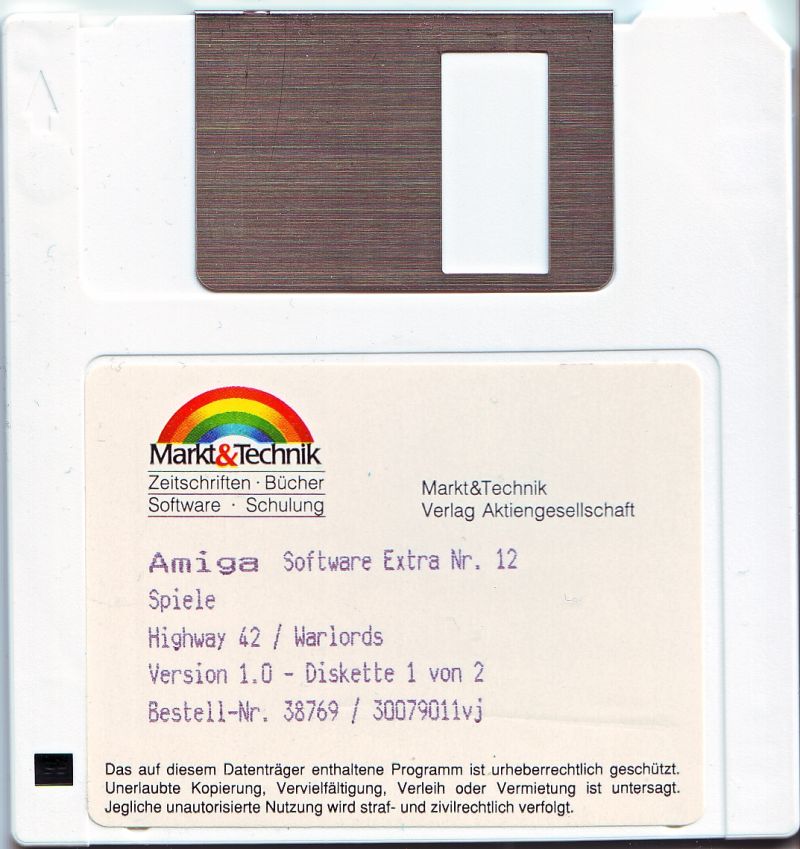 Markt&Technik
Zeitschriften · Bücher
Software · Schulung
Markt&Technik
Verlag Aktiengesellschaft
Amiga Software Extra Nr. 12
Spiele
Highway 42 / Warlords
Version 1.0 - Diskette 1 von 2
Bestell-Nr. 38769 / 30079011vj
Das auf diesem Datenträger enthaltene Programm ist urheberrechtlich geschützt.
Unerlaubte Kopierung, Vervielfältigung, Verleih oder Vermietung ist untersagt.
Jegliche unautorisierte Nutzung wird straf- und zivilrechtlich verfolgt.